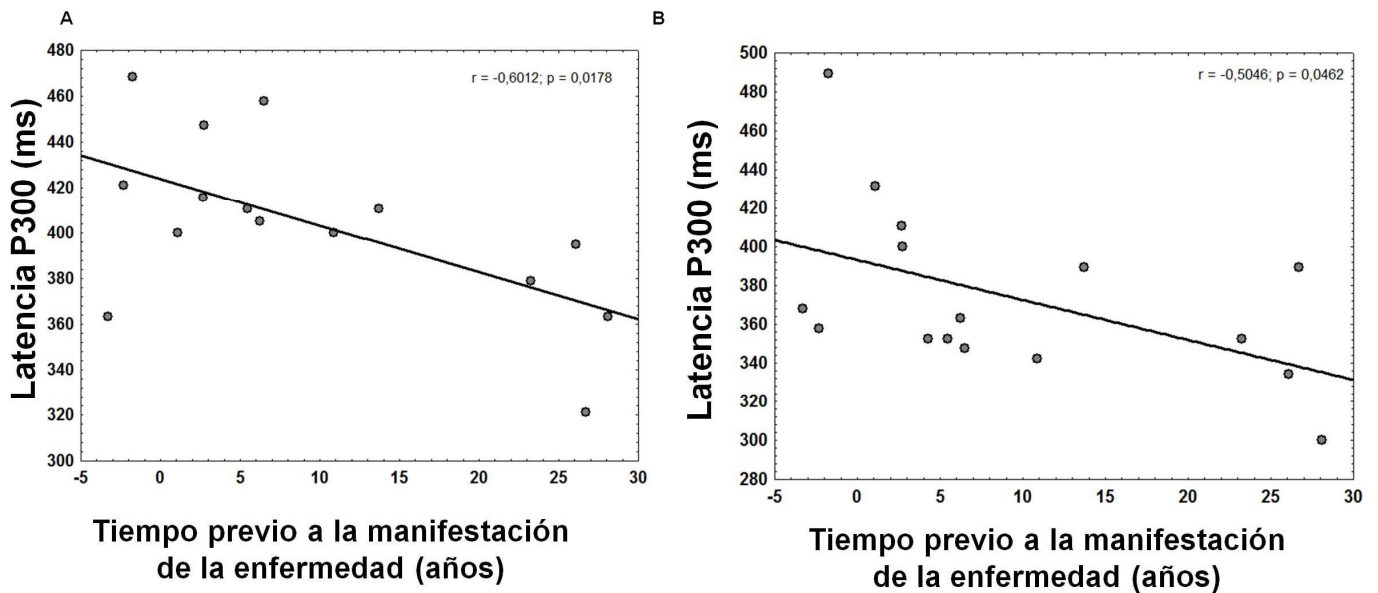 A
480
460
440
420
400
380
360
340
320
300
-5 0 5 10 15 20 25 30
r = -0,6012; p = 0,0178
Latencia P300 (ms)
Tiempo previo a la manifestación
de la enfermedad (años)
B
500
480
460
440
420
400
380
360
340
320
300
280
-5 0 5 10 15 20 25 30
r = -0,5046; p = 0,0462
Latencia P300 (ms)
Tiempo previo a la manifestación
de la enfermedad (años)